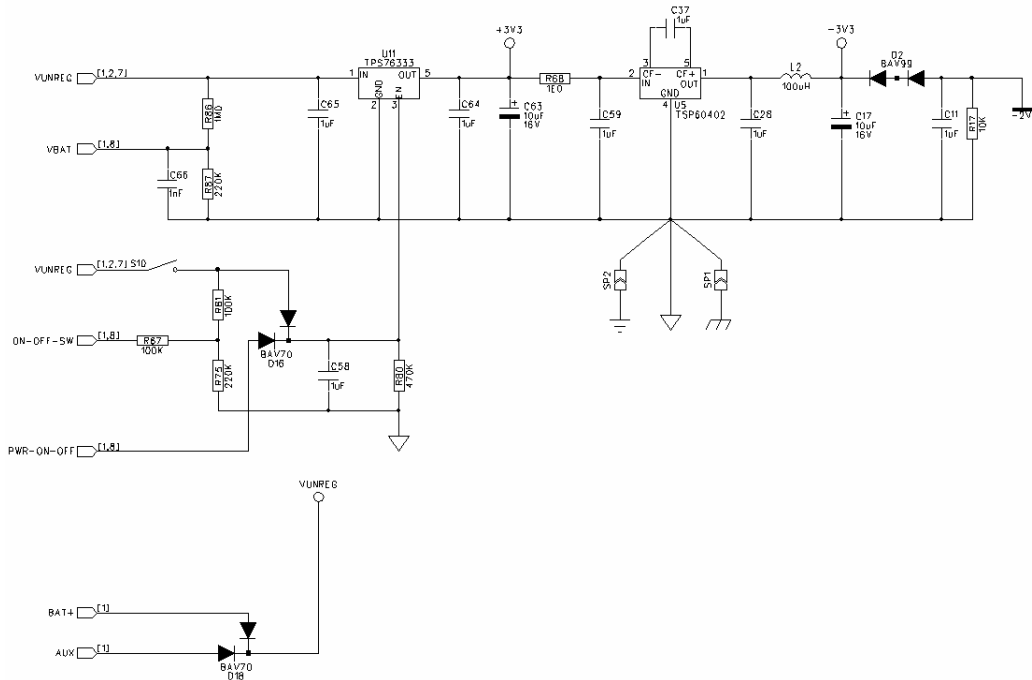 C37
1uF
+3V3
-3V3
U11
TPS76333
D2
BAV99
VUNREG [1,2,7]
1 IN OUT 5
GND
EN
2 3
R68
1E0
3 5
CF- CF+
2 IN OUT 1
GND
4 U5
TSP60402
L2
100uH
R86
1M0
C65
1uF
C64
1uF
C63
10uF
16V
C59
1uF
C28
1uF
C17
10uF
16V
C11
1uF
R17
10K
-2V
VBAT [1,8]
C66
1nF
R87
220K
VUNREG [1,2,7] S10
SP2
SP1
R81
100K
ON-OFF-SW [1,8]
R67
100K
BAV70
D16
R75
220K
C58
1uF
R80
470K
PWR-ON-OFF [1,8]
VUNREG
BAT+ [1]
AUX [1]
BAV70
D18